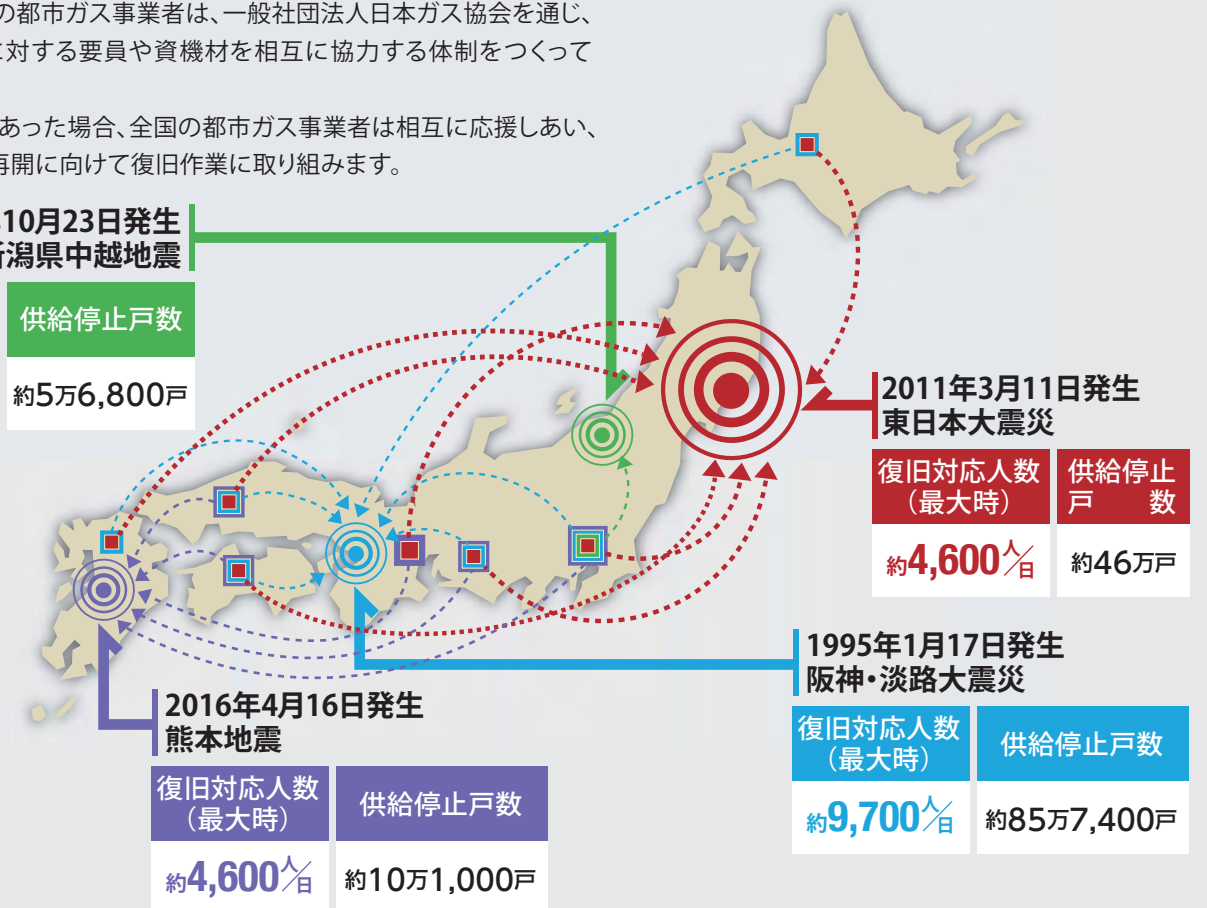 の都市ガス事業者は、一般社団法人日本ガス協会を通じ、
対する要員や資機材を相互に協力する体制をつくって
あった場合、全国の都市ガス事業者は相互に応援しあい、
再開に向けて復旧作業に取り組みます。
10月23日発生
新潟県中越地震
供給停止戸数
約5万6,800戸
2011年3月11日発生
東日本大震災
復旧対応人数
(最大時)
供給停止
戸数
約4,600人/日
約46万戸
1995年1月17日発生
阪神・淡路大震災
復旧対応人数
(最大時)
供給停止戸数
約9,700人/日
約85万7,400戸
2016年4月16日発生
熊本地震
復旧対応人数
(最大時)
供給停止戸数
約4,600人/日
約10万1,000戸